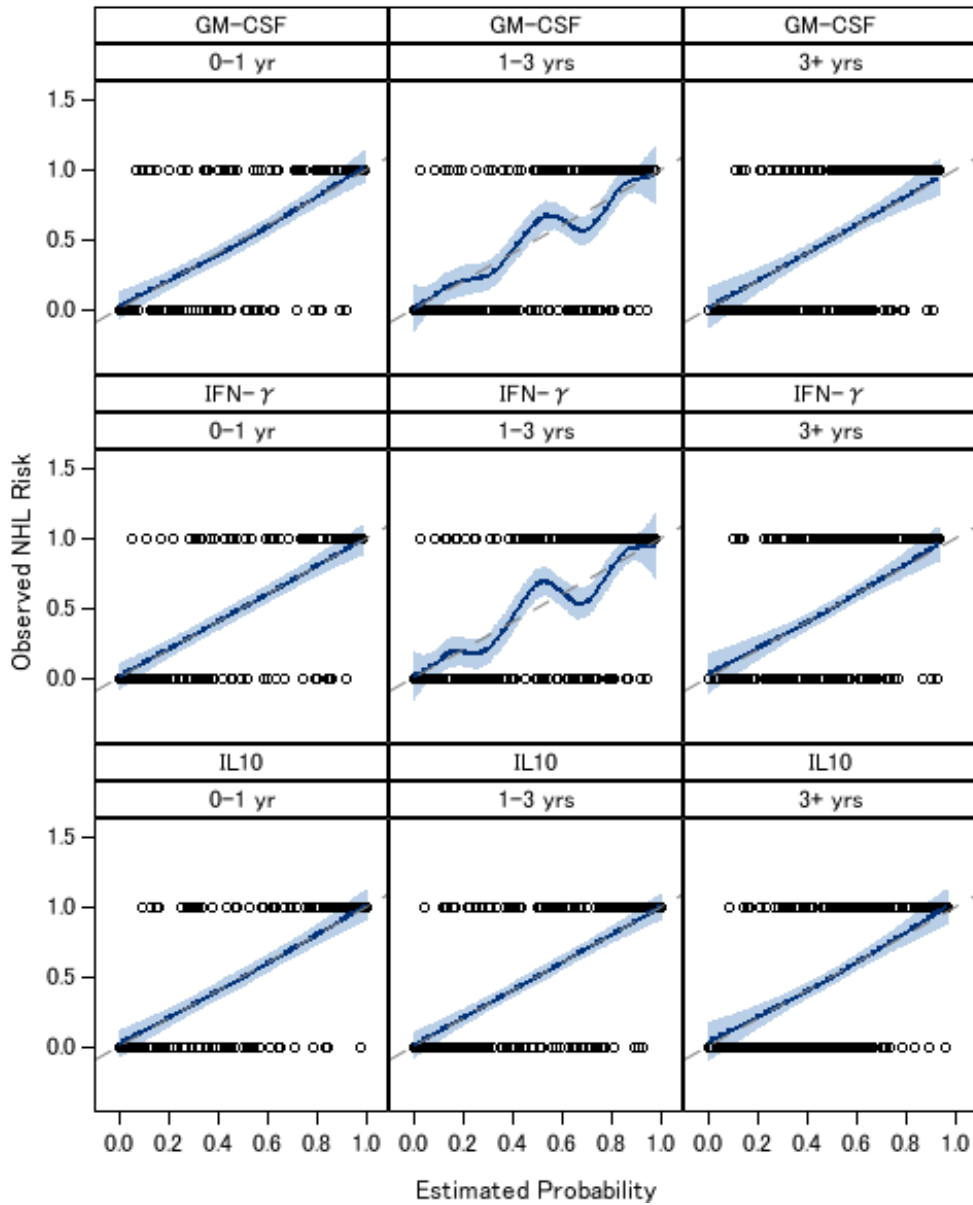 GM-CSF GM-CSF GM-CSF
0-1 yr 1-3 yrs 3+ yrs
1.5
1.0
0.5
0.0
IFN-γ IFN-γ IFN-γ
0-1 yr 1-3 yrs 3+ yrs
1.5
1.0
0.5
0.0
Observed NHL Risk
IL10 IL10 IL10
0-1 yr 1-3 yrs 3+ yrs
1.5
1.0
0.5
0.0
0.0 0.2 0.4 0.6 0.8 1.0 0.0 0.2 0.4 0.6 0.8 1.0 0.0 0.2 0.4 0.6 0.8 1.0
Estimated Probability